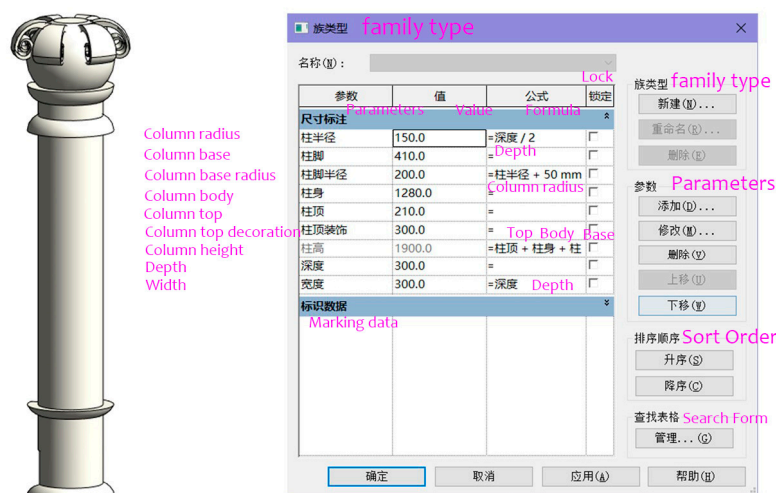 族类型 family type
名称(N)：
Lock
参数 值 公式 锁定
Parameters Value Formula
尺寸标注
柱半径 150.0 =深度 / 2
Depth
柱脚 410.0 =
柱脚半径 200.0 =柱半径 + 50 mm
Column radius
柱身 1280.0 =
柱顶 210.0 =
柱顶装饰 300.0 =
Top Body Base
柱高 1900.0 =柱顶 + 柱身 + 柱
深度 300.0 =
宽度 300.0 =深度 Depth
标识数据
Marking data
Column radius
Column base
Column base radius
Column body
Column top
Column top decoration
Column height
Depth
Width
族类型 family type
新建(N)...
重命名(R)...
删除(E)
参数 Parameters
添加(D)...
修改(M)...
删除(V)
上移(U)
下移(W)
排序顺序 Sort Order
升序(S)
降序(C)
查找表格 Search Form
管理...(G)
确定 取消 应用(A) 帮助(H)